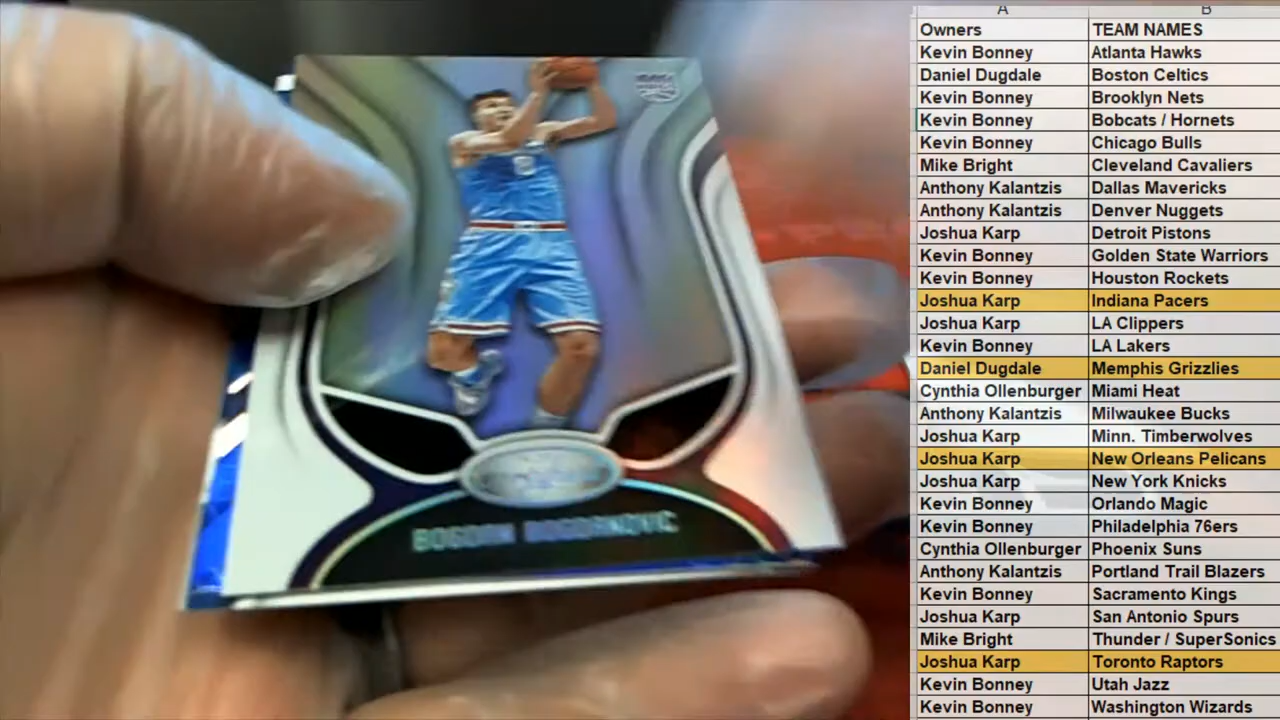 BOGDAN BOGDANOVIC
A B
Owners TEAM NAMES
Kevin Bonney Atlanta Hawks
Daniel Dugdale Boston Celtics
Kevin Bonney Brooklyn Nets
Kevin Bonney Bobcats / Hornets
Kevin Bonney Chicago Bulls
Mike Bright Cleveland Cavaliers
Anthony Kalantzis Dallas Mavericks
Anthony Kalantzis Denver Nuggets
Joshua Karp Detroit Pistons
Kevin Bonney Golden State Warriors
Kevin Bonney Houston Rockets
Joshua Karp Indiana Pacers
Joshua Karp LA Clippers
Kevin Bonney LA Lakers
Daniel Dugdale Memphis Grizzlies
Cynthia Ollenburger Miami Heat
Anthony Kalantzis Milwaukee Bucks
Joshua Karp Minn. Timberwolves
Joshua Karp New Orleans Pelicans
Joshua Karp New York Knicks
Kevin Bonney Orlando Magic
Kevin Bonney Philadelphia 76ers
Cynthia Ollenburger Phoenix Suns
Anthony Kalantzis Portland Trail Blazers
Kevin Bonney Sacramento Kings
Joshua Karp San Antonio Spurs
Mike Bright Thunder / SuperSonics
Joshua Karp Toronto Raptors
Kevin Bonney Utah Jazz
Kevin Bonney Washington Wizards